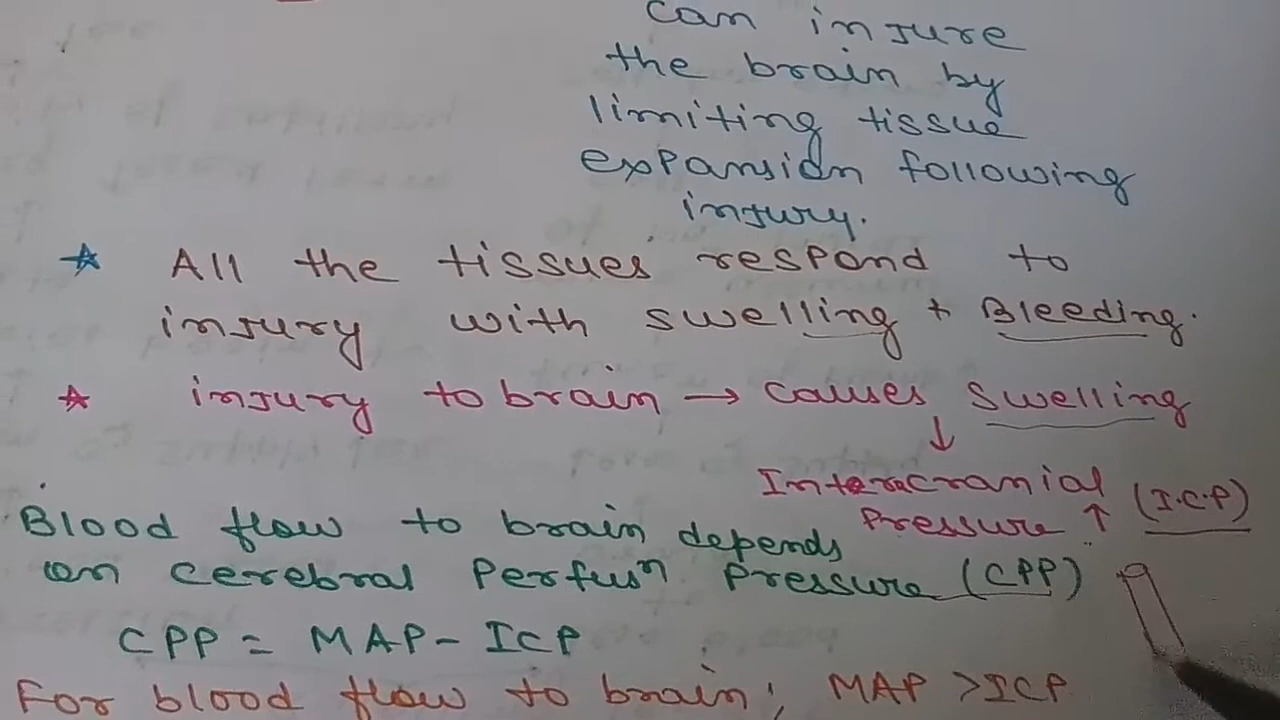 can injure
the brain by
limiting tissue
expansion following
injury.
☆ All the tissues respond to
injury with swelling + Bleeding.
☆ injury to brain → causes swelling
↓
Interacranial
Pressure ↑ (I.C.P)
Blood flow to brain depends
on cerebral Perfusⁿ Pressure (CPP)
CPP = MAP - ICP
For blood flow to brain; MAP > ICP